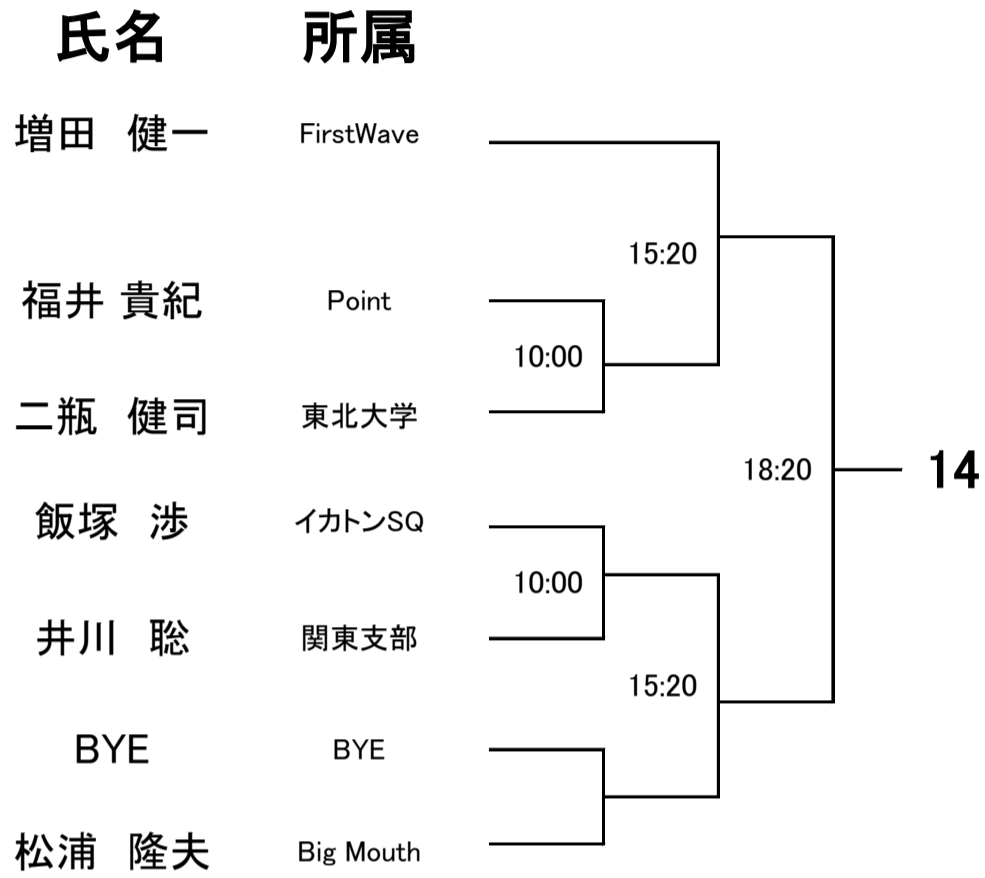 氏名 所属
増田 健一 FirstWave
15:20
福井 貴紀 Point
10:00
二瓶 健司 東北大学
18:20 14
飯塚 渉 イカトンSQ
10:00
井川 聡 関東支部
15:20
BYE BYE
松浦 隆夫 Big Mouth